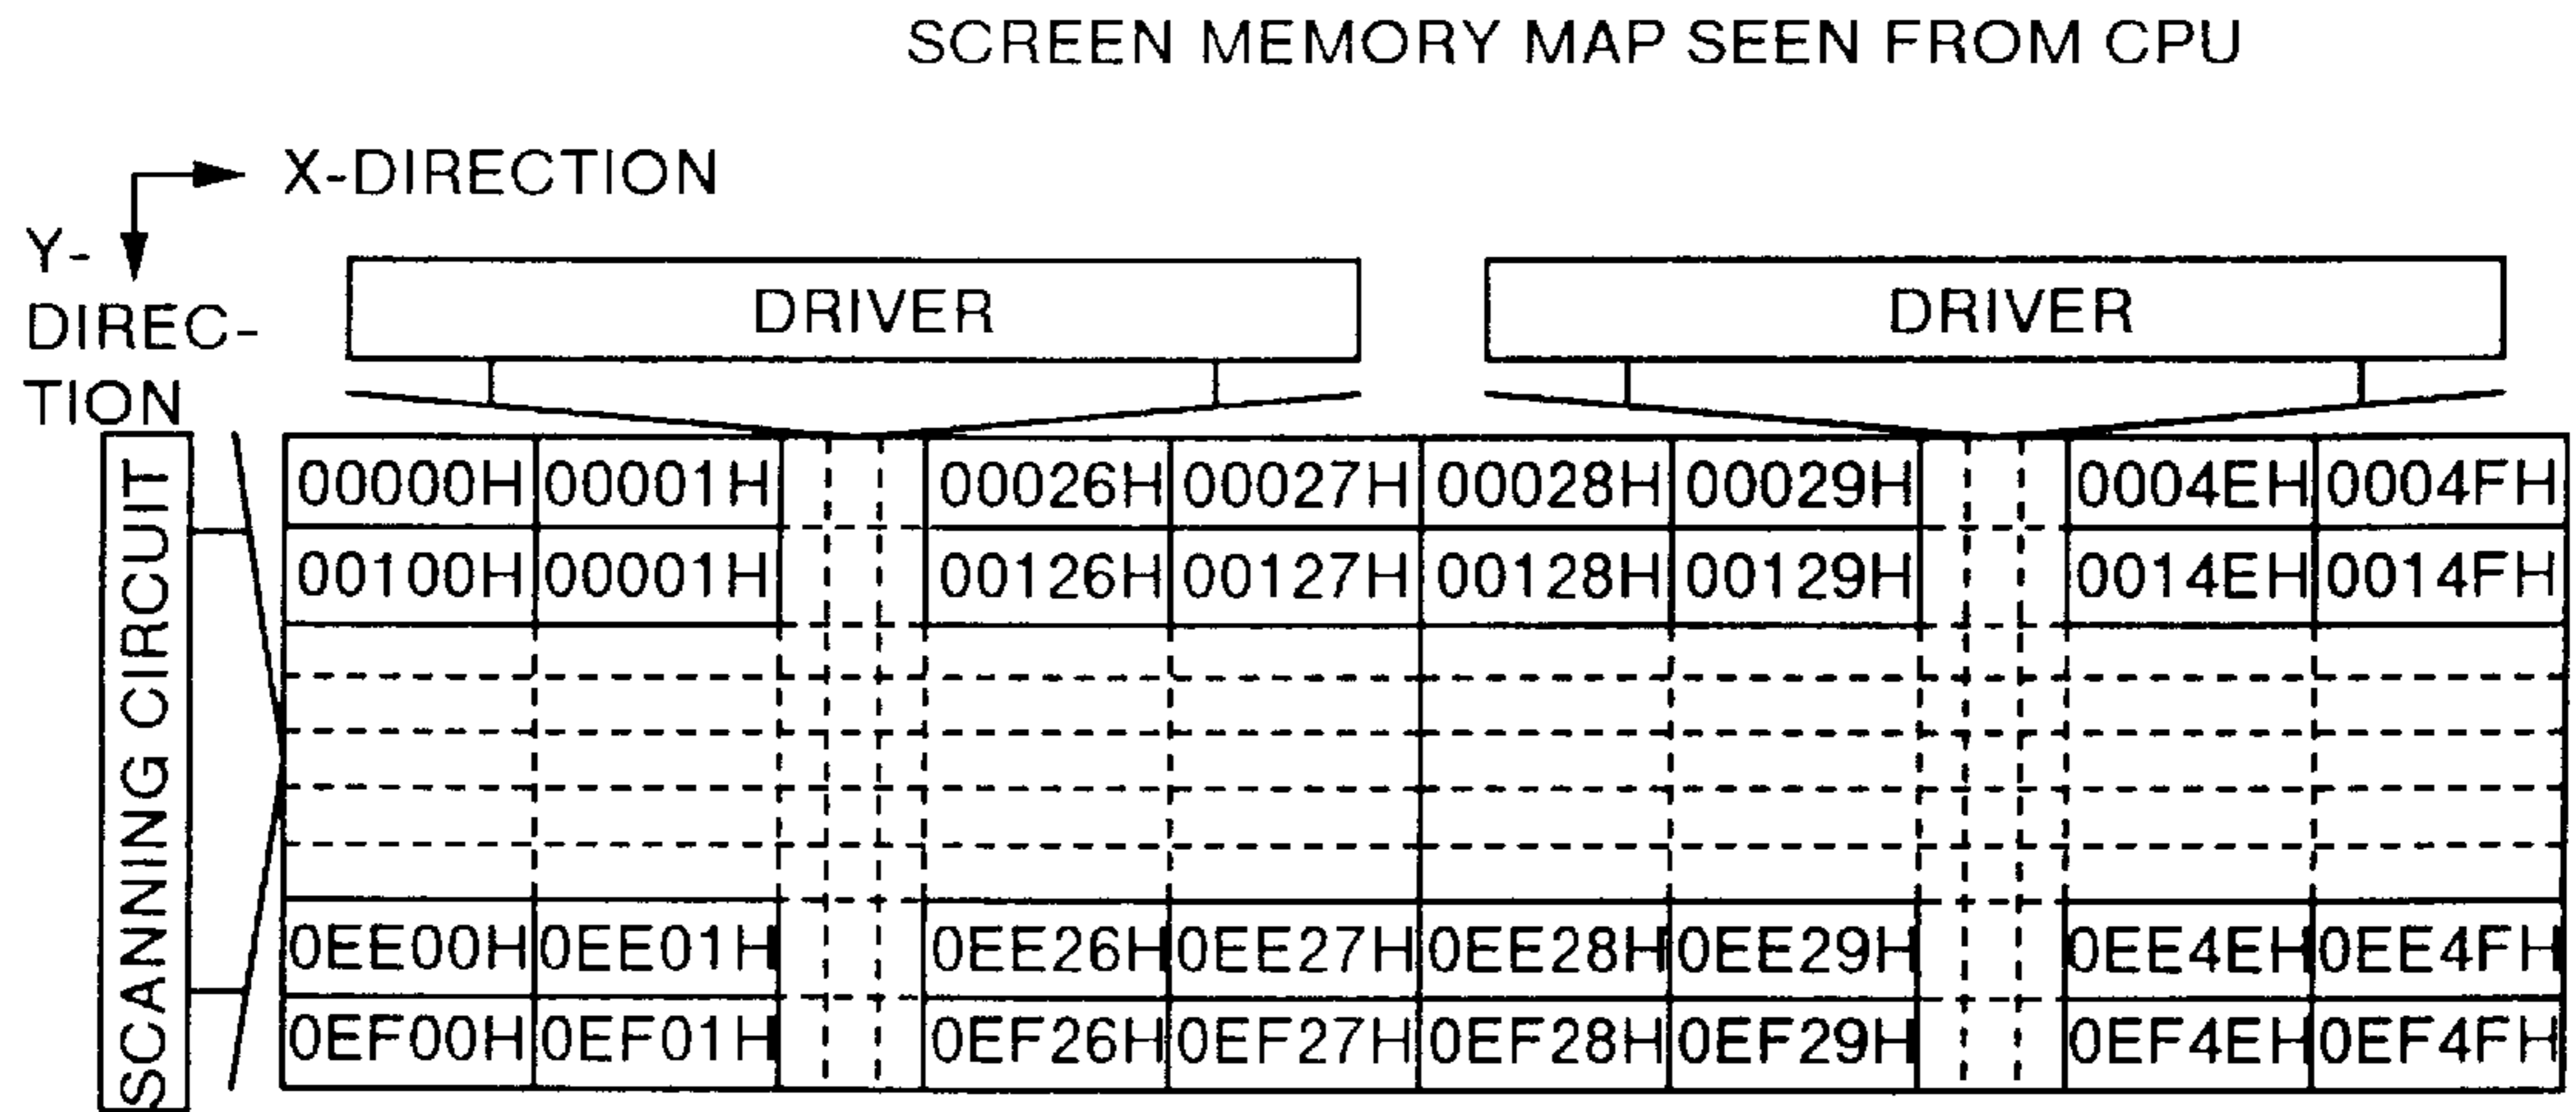 SCREEN MEMORY MAP SEEN FROM CPU
X-DIRECTION
Y-
DIREC-
TION
DRIVER DRIVER
SCANNING CIRCUIT
00000H 00001H 00026H 00027H 00028H 00029H 0004EH 0004FH
00100H 00001H 00126H 00127H 00128H 00129H 0014EH 0014FH
0EE00H 0EE01H 0EE26H 0EE27H 0EE28H 0EE29H 0EE4EH 0EE4FH
0EF00H 0EF01H 0EF26H 0EF27H 0EF28H 0EF29H 0EF4EH 0EF4FH